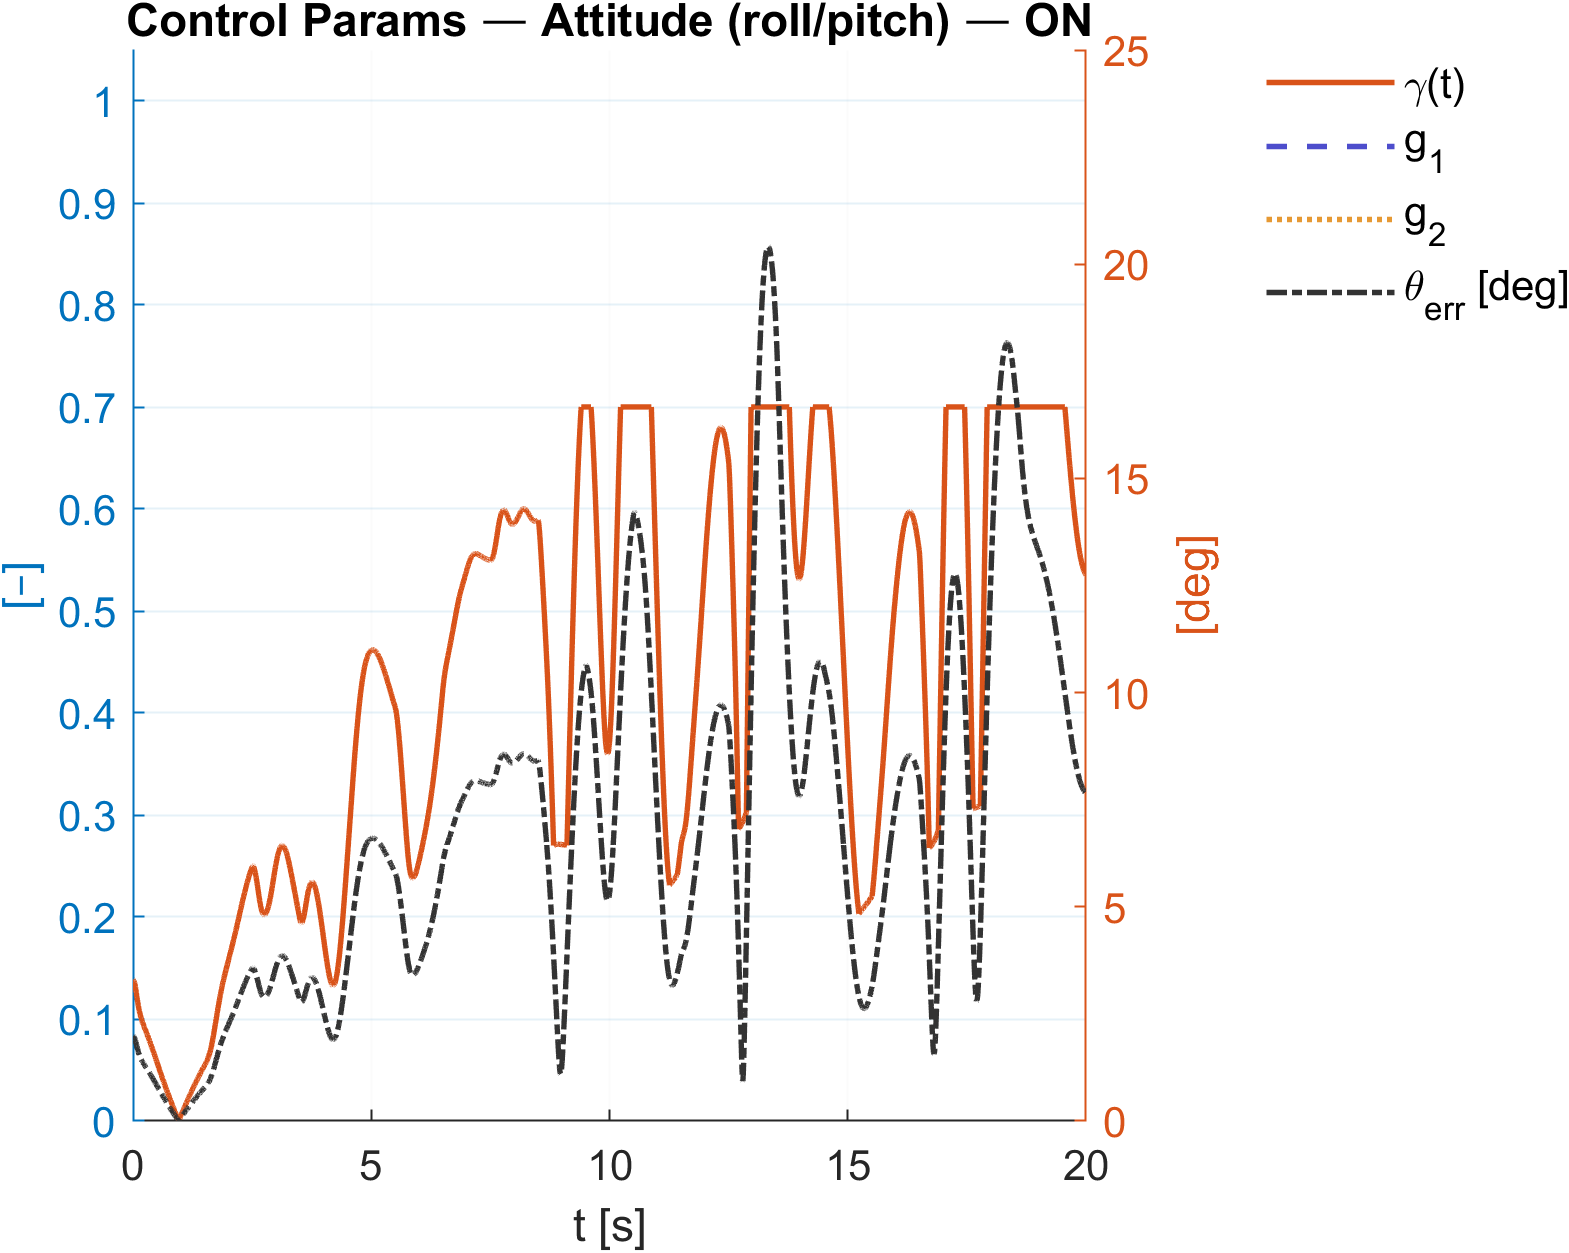 Control Params — Attitude (roll/pitch) — ON
1
0.9
0.8
0.7
0.6
0.5
0.4
0.3
0.2
0.1
0
[−]
25
20
15
10
5
0
[deg]
0 5 10 15 20
t [s]
γ(t)
g1
g2
θerr [deg]